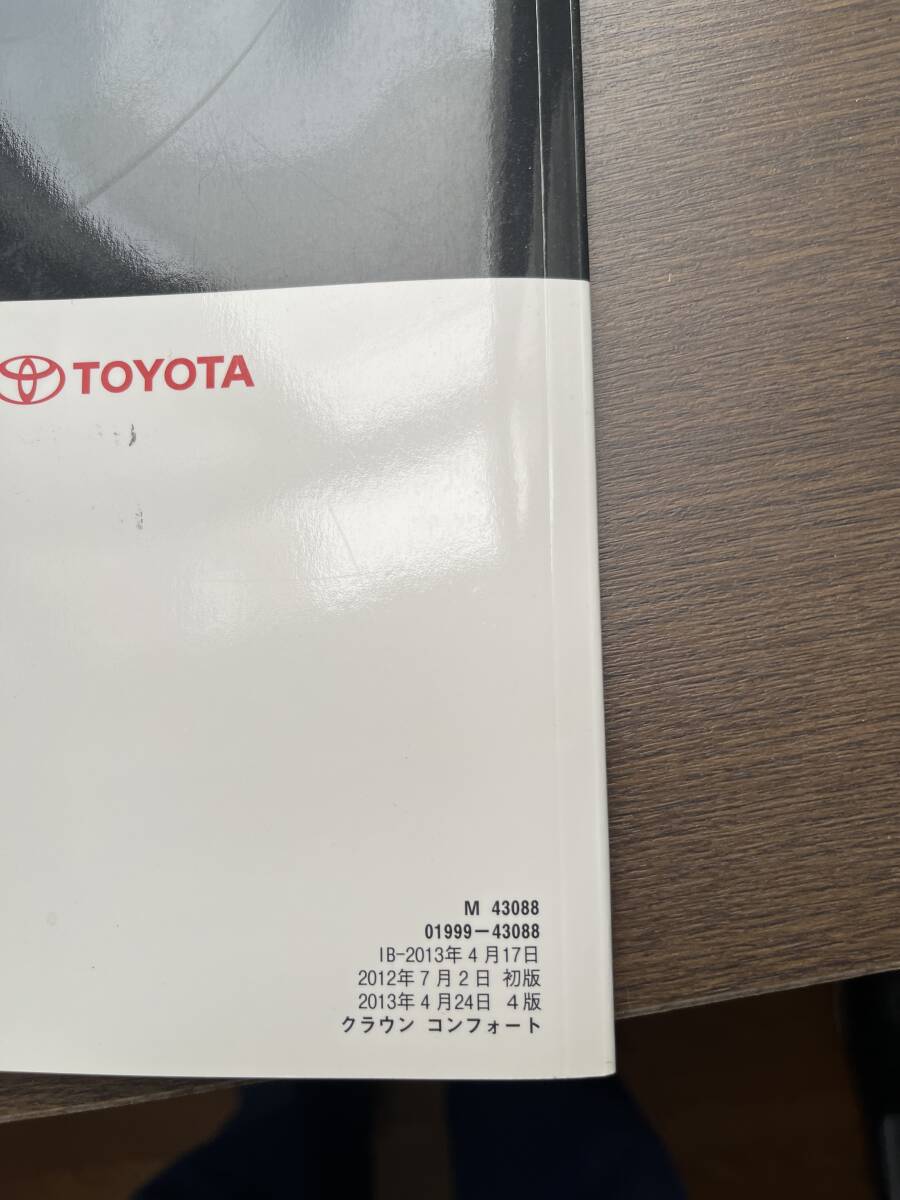 TOYOTA
M 43088
01999-43088
IB-2013年4月17日
2012年7月2日 初版
2013年4月24日 4版
クラウン コンフォート